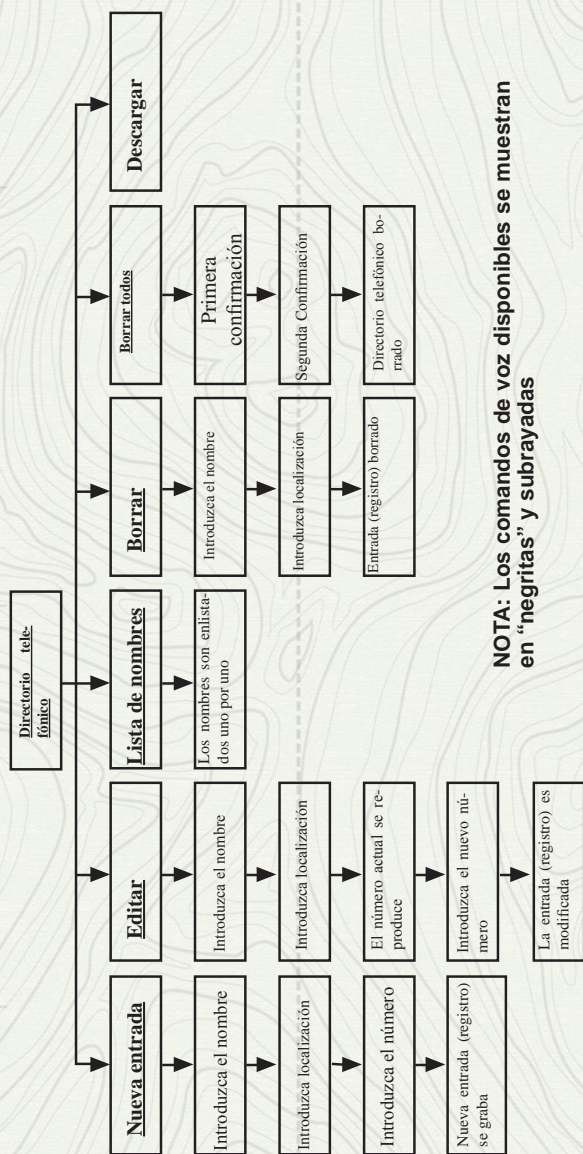 Directorio tele-
fónico
Nueva entrada
Introduzca el nombre
Introduzca localización
Introduzca el número
Nueva entrada (registro)
se graba
Editar
Introduzca el nombre
Introduzca localización
El número actual se re-
produce
Introduzca el nuevo nú-
mero
La entrada (registro) es
modificada
Lista de nombres
Los nombres son enlista-
dos uno por uno
Borrar
Introduzca el nombre
Introduzca localización
Entrada (registro) borrado
Borrar todos
Primera
confirmación
Segunda Confirmación
Directorio telefónico bo-
rrado
Descargar
NOTA: Los comandos de voz disponibles se muestran
en “negritas” y subrayadas